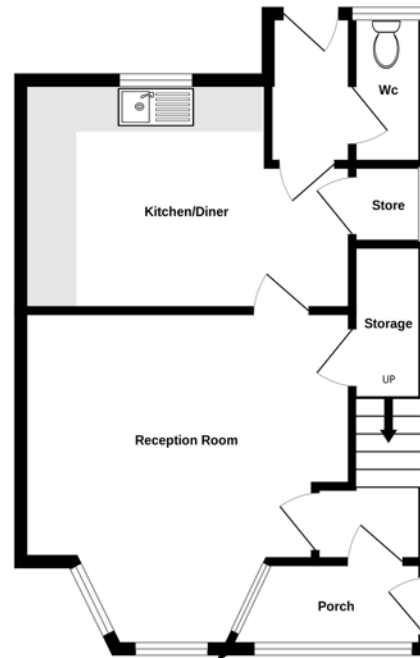 Wc
Store
Kitchen/Diner
Storage
UP
Reception Room
Porch